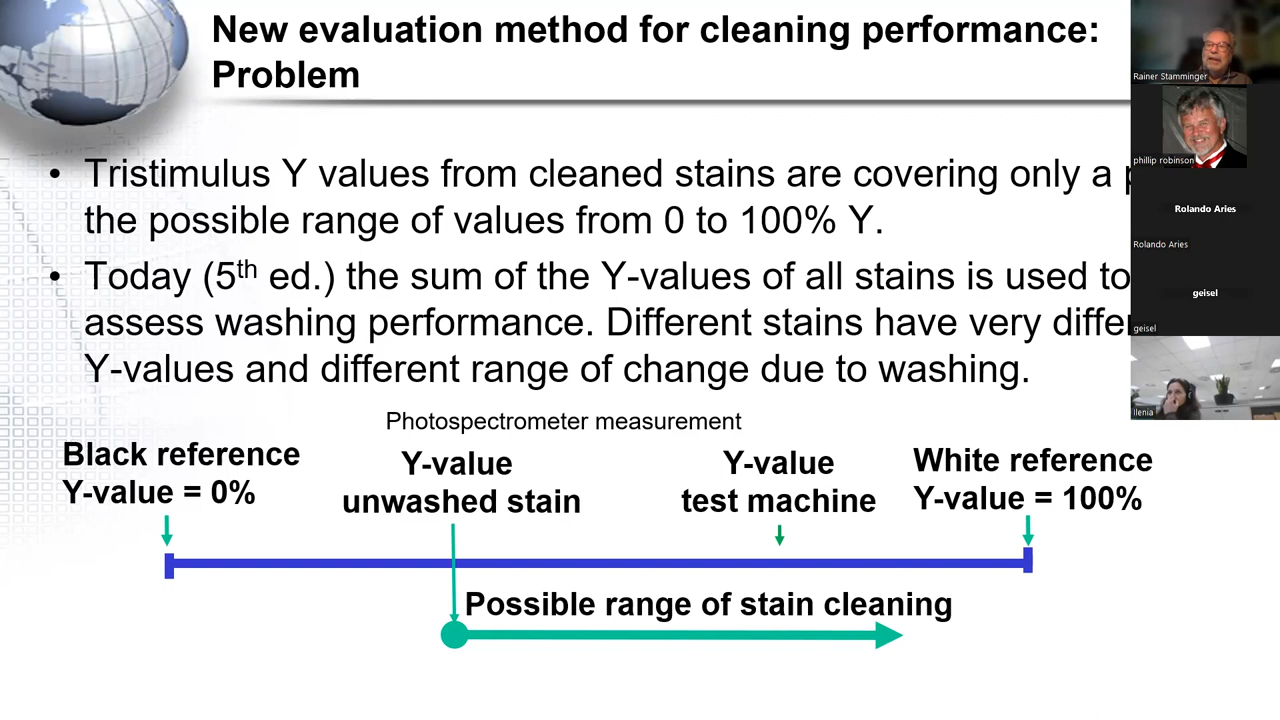 New evaluation method for cleaning performance:
Problem
• Tristimulus Y values from cleaned stains are covering only a
the possible range of values from 0 to 100% Y.
• Today (5th ed.) the sum of the Y-values of all stains is used to
assess washing performance. Different stains have very
Y-values and different range of change due to washing.
Photospectrometer measurement
Black reference
Y-value = 0%
Y-value
unwashed stain
Y-value
test machine
White reference
Y-value = 100%
Possible range of stain cleaning
Rainer Stamminger
phillip robinson
Rolando Aries
Rolando Aries
geisel
geisel
Ilenia